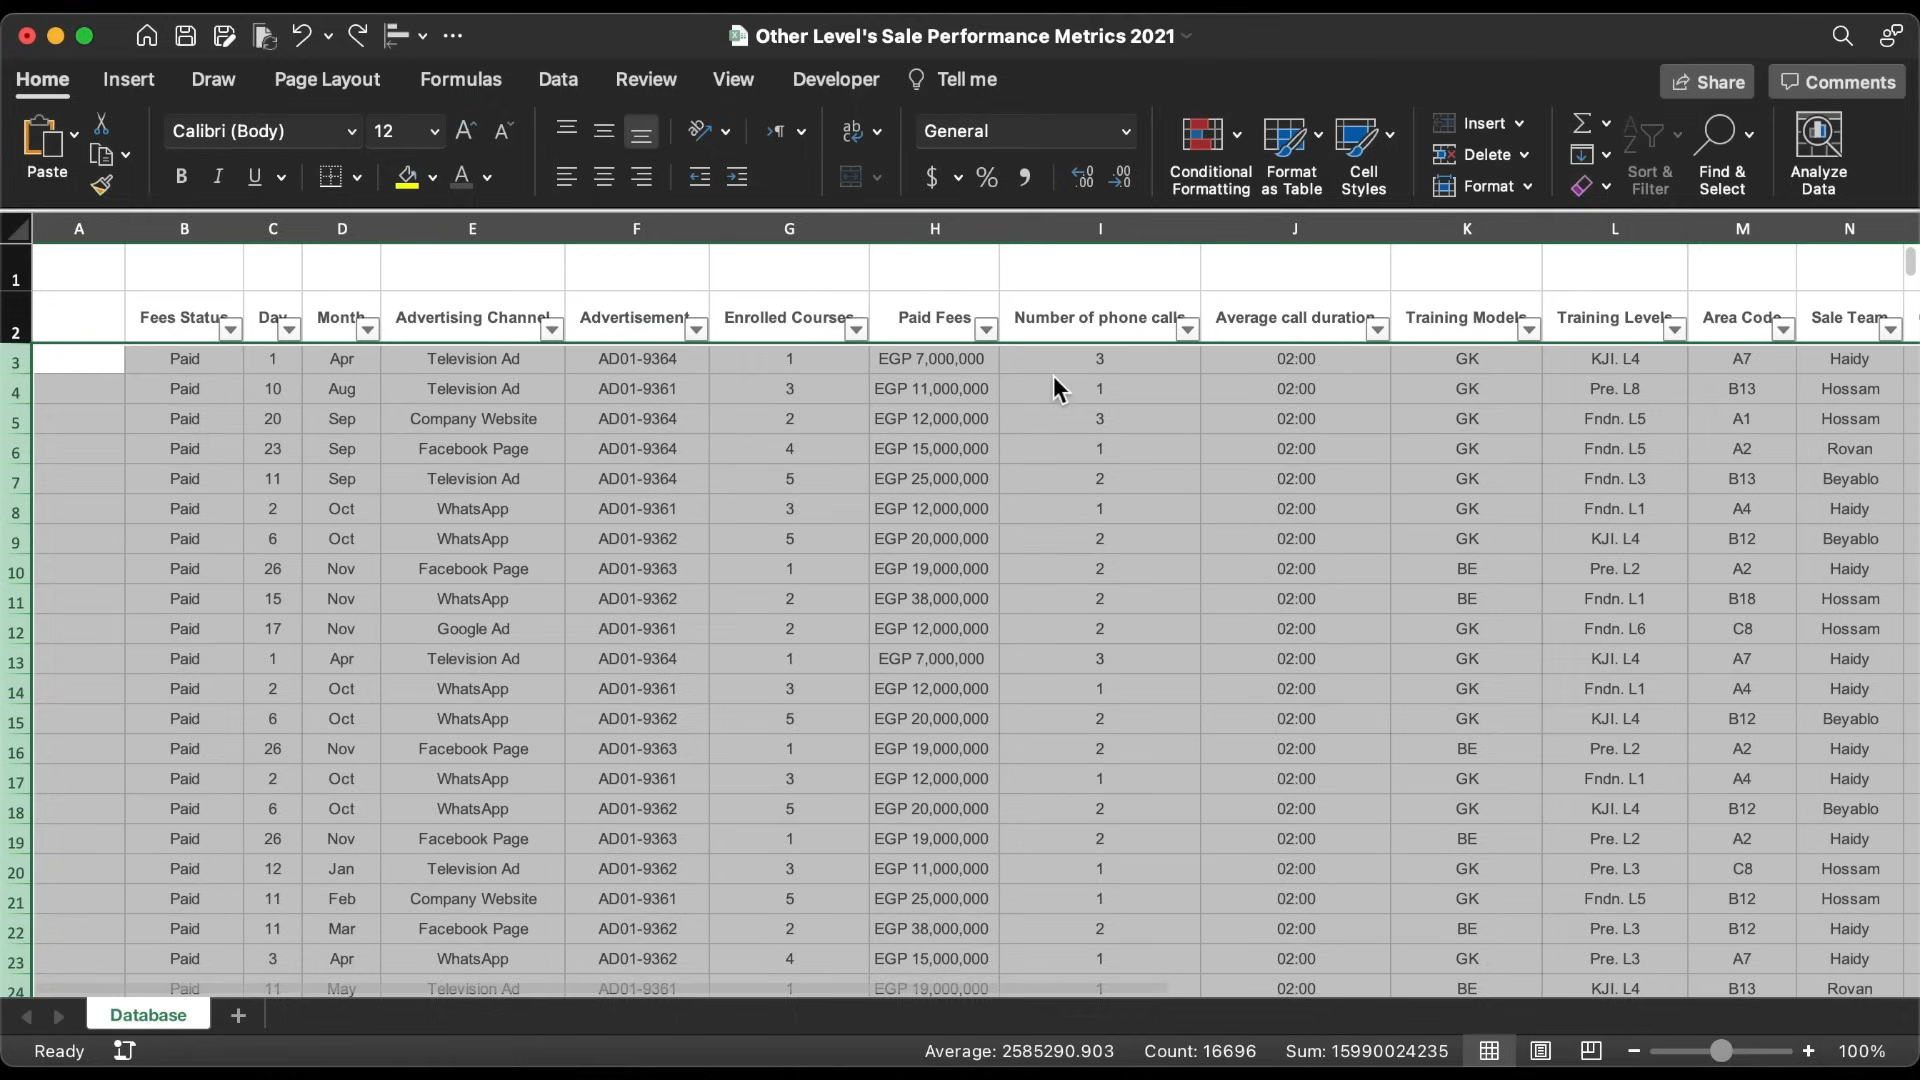 Other Level's Sale Performance Metrics 2021
Home Insert Draw Page Layout Formulas Data Review View Developer Tell me Share Comments
Paste Calibri (Body) 12 General Conditional Formatting Format as Table Cell Styles Insert Delete Format Sort & Filter Find & Select Analyze Data
B I U $ %
A B C D E F G H I J K L M N
1
2 Fees Status Day Month Advertising Channel Advertisement Enrolled Courses Paid Fees Number of phone calls Average call duration Training Models Training Levels Area Code Sale Team
3 Paid 1 Apr Television Ad AD01-9364 1 EGP 7,000,000 3 02:00 GK KJI. L4 A7 Haidy
4 Paid 10 Aug Television Ad AD01-9361 3 EGP 11,000,000 1 02:00 GK Pre. L8 B13 Hossam
5 Paid 20 Sep Company Website AD01-9364 2 EGP 12,000,000 3 02:00 GK Fndn. L5 A1 Hossam
6 Paid 23 Sep Facebook Page AD01-9364 4 EGP 15,000,000 1 02:00 GK Fndn. L5 A2 Rovan
7 Paid 11 Sep Television Ad AD01-9364 5 EGP 25,000,000 2 02:00 GK Fndn. L3 B13 Beyablo
8 Paid 2 Oct WhatsApp AD01-9361 3 EGP 12,000,000 1 02:00 GK Fndn. L1 A4 Haidy
9 Paid 6 Oct WhatsApp AD01-9362 5 EGP 20,000,000 2 02:00 GK KJI. L4 B12 Beyablo
10 Paid 26 Nov Facebook Page AD01-9363 1 EGP 19,000,000 2 02:00 BE Pre. L2 A2 Haidy
11 Paid 15 Nov WhatsApp AD01-9362 2 EGP 38,000,000 2 02:00 BE Fndn. L1 B18 Hossam
12 Paid 17 Nov Google Ad AD01-9361 2 EGP 12,000,000 2 02:00 GK Fndn. L6 C8 Hossam
13 Paid 1 Apr Television Ad AD01-9364 1 EGP 7,000,000 3 02:00 GK KJI. L4 A7 Haidy
14 Paid 2 Oct WhatsApp AD01-9361 3 EGP 12,000,000 1 02:00 GK Fndn. L1 A4 Haidy
15 Paid 6 Oct WhatsApp AD01-9362 5 EGP 20,000,000 2 02:00 GK KJI. L4 B12 Beyablo
16 Paid 26 Nov Facebook Page AD01-9363 1 EGP 19,000,000 2 02:00 BE Pre. L2 A2 Haidy
17 Paid 2 Oct WhatsApp AD01-9361 3 EGP 12,000,000 1 02:00 GK Fndn. L1 A4 Haidy
18 Paid 6 Oct WhatsApp AD01-9362 5 EGP 20,000,000 2 02:00 GK KJI. L4 B12 Beyablo
19 Paid 26 Nov Facebook Page AD01-9363 1 EGP 19,000,000 2 02:00 BE Pre. L2 A2 Haidy
20 Paid 12 Jan Television Ad AD01-9362 3 EGP 11,000,000 1 02:00 GK Pre. L3 C8 Hossam
21 Paid 11 Feb Company Website AD01-9361 5 EGP 25,000,000 1 02:00 GK Fndn. L5 B12 Hossam
22 Paid 11 Mar Facebook Page AD01-9362 2 EGP 38,000,000 2 02:00 BE Pre. L3 B12 Haidy
23 Paid 3 Apr WhatsApp AD01-9362 4 EGP 15,000,000 1 02:00 GK Pre. L3 A7 Haidy
24 Paid 11 May Television Ad AD01-9361 1 EGP 19,000,000 1 02:00 BE KJI. L4 B13 Rovan
Database
Ready Average: 2585290.903 Count: 16696 Sum: 15990024235 100%